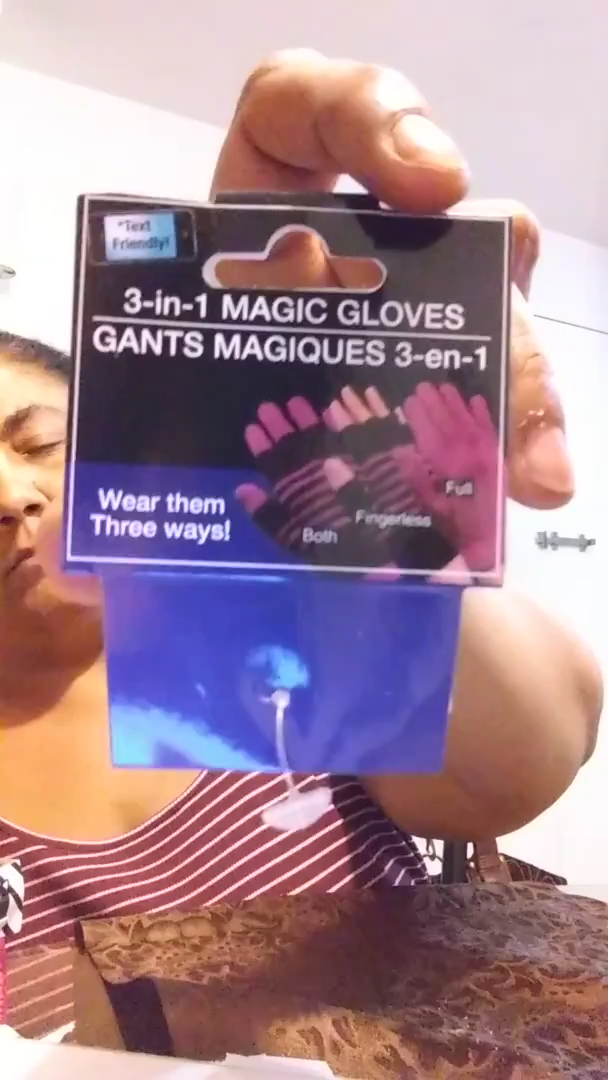 *Text
Friendly!
3-in-1 MAGIC GLOVES
GANTS MAGIQUES 3-en-1
Wear them
Three ways!
Both
Fingerless
Full